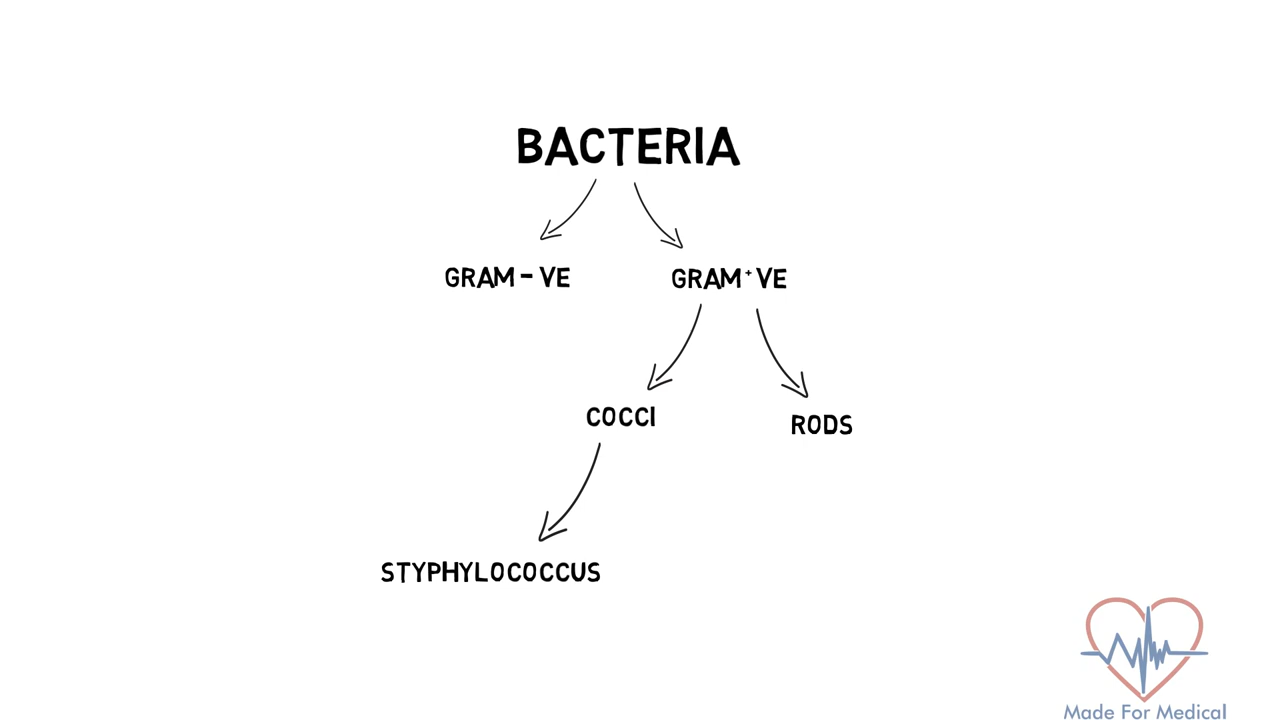 BACTERIA
GRAM - VE
GRAM + VE
COCCI
RODS
STYPHYLOCOCCUS
Made For Medical